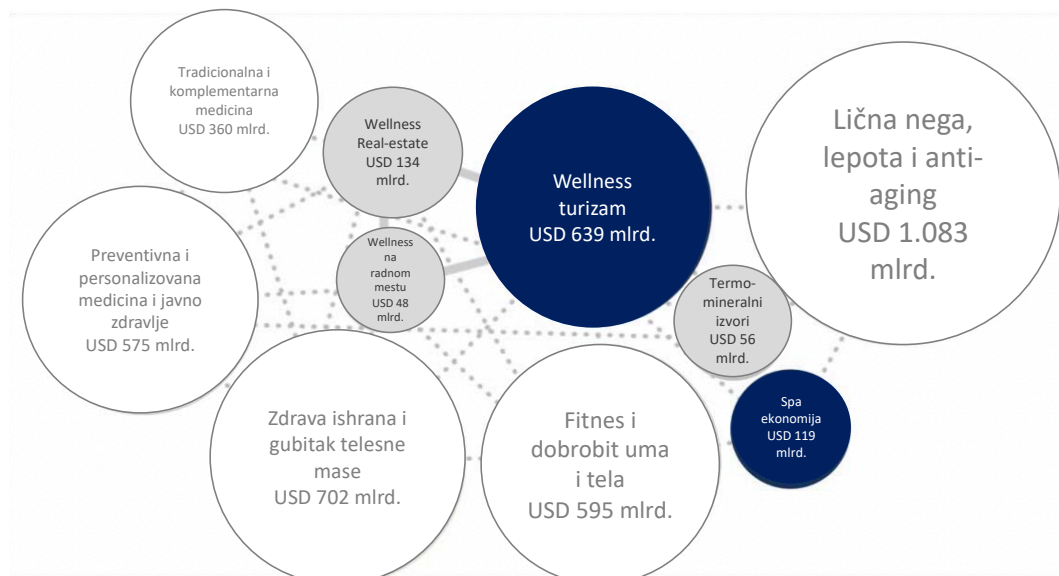 Tradicionalna i
komplementarna
medicina
USD 360 mlrd.
Wellness
Real-estate
USD 134
mlrd.
Wellness
turizam
USD 639 mlrd.
Lična nega,
lepota i anti-
aging
USD 1.083
mlrd.
Preventivna i
personalizovana
medicina i javno
zdravlje
USD 575 mlrd.
Wellness
na
radnom
mestu
USD 48
mlrd.
Termo-
mineralni
izvori
USD 56
mlrd.
Zdrava ishrana i
gubitak telesne
mase
USD 702 mlrd.
Fitnes i
dobrobit uma
i tela
USD 595 mlrd.
Spa
ekonomija
USD 119
mlrd.